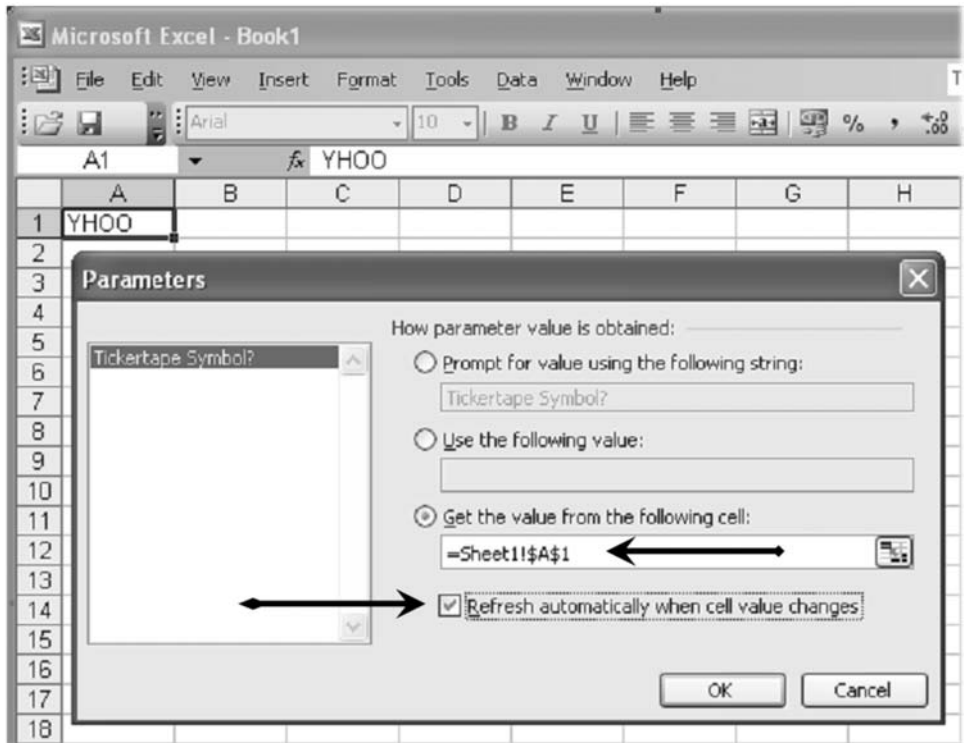 Microsoft Excel - Book1
File Edit View Insert Format Tools Data Window Help T
Arial 10 B I U % ,
A1 fx YHOO
A B C D E F G H
1 YHOO
2
3
4
5
6
7
8
9
10
11
12
13
14
15
16
17
18
Parameters
Tickertape Symbol?
How parameter value is obtained:
Prompt for value using the following string:
Tickertape Symbol?
Use the following value:
Get the value from the following cell:
=Sheet1!$A$1
Refresh automatically when cell value changes
OK Cancel